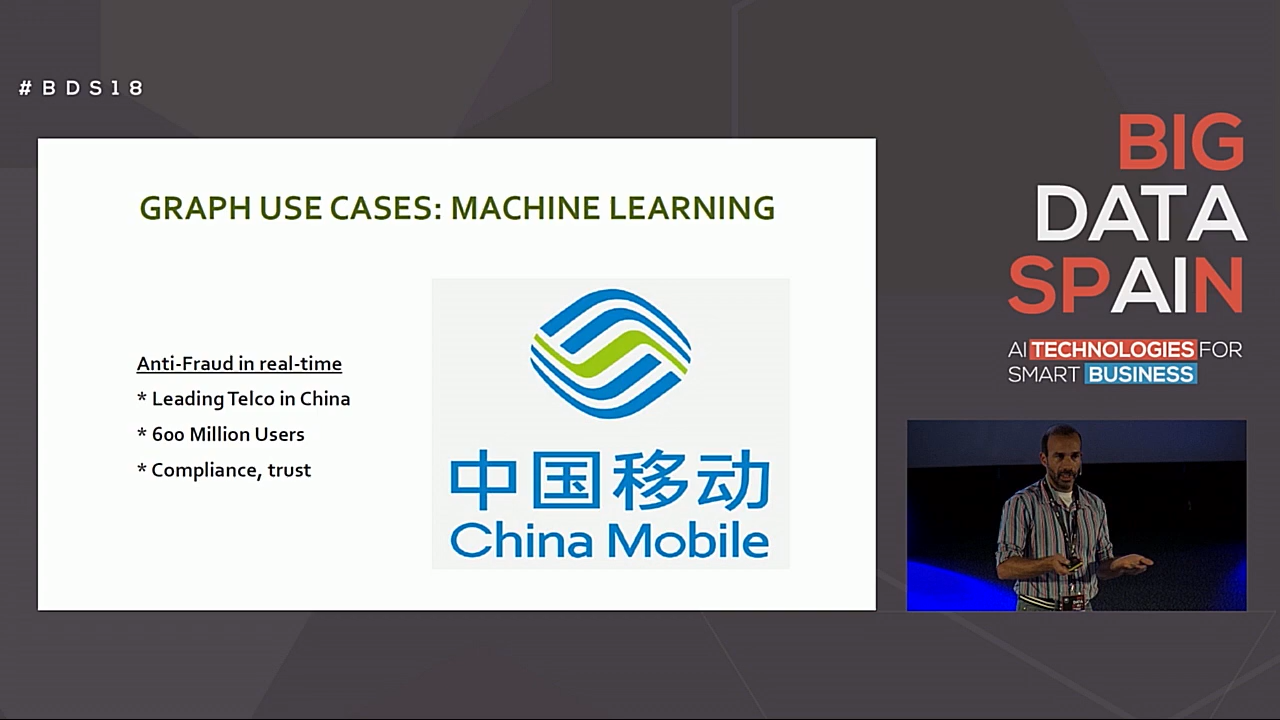 #BDS18
GRAPH USE CASES: MACHINE LEARNING
Anti-Fraud in real-time
* Leading Telco in China
* 600 Million Users
* Compliance, trust
中国移动
China Mobile
BIG
DATA
SPAIN
AI TECHNOLOGIES FOR
SMART BUSINESS